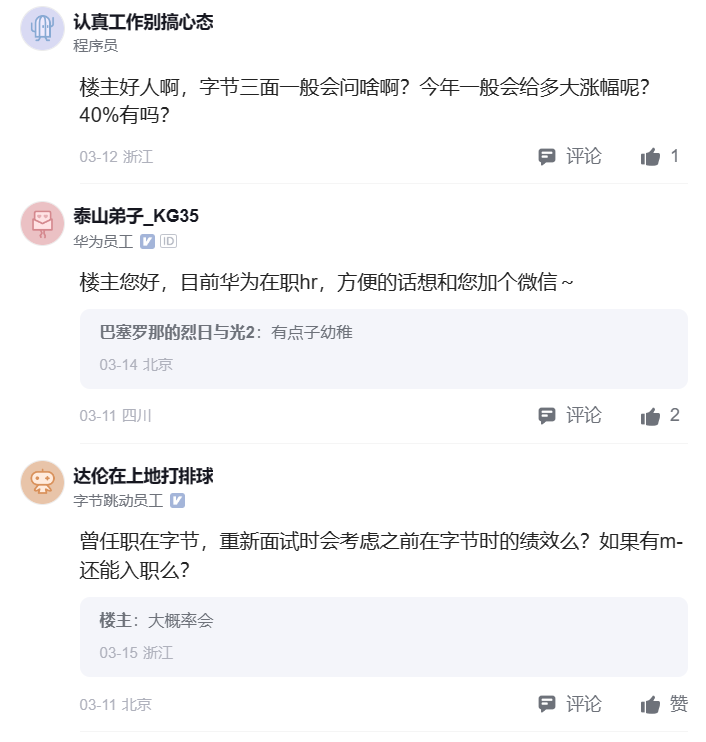 认真工作别搞心态
程序员
楼主好人啊，字节三面一般会问啥啊？今年一般会给多大涨幅呢？
40%有吗？
03-12 浙江 评论 1
泰山弟子_KG35
华为员工 V ID
楼主您好，目前华为在职hr，方便的话想和您加个微信～
巴塞罗那的烈日与光2：有点子幼稚
03-14 北京
03-11 四川 评论 2
达伦在上地打排球
字节跳动员工 V
曾任职在字节，重新面试时会考虑之前在字节时的绩效么？如果有m-
还能入职么？
楼主：大概率会
03-15 浙江
03-11 北京 评论 赞